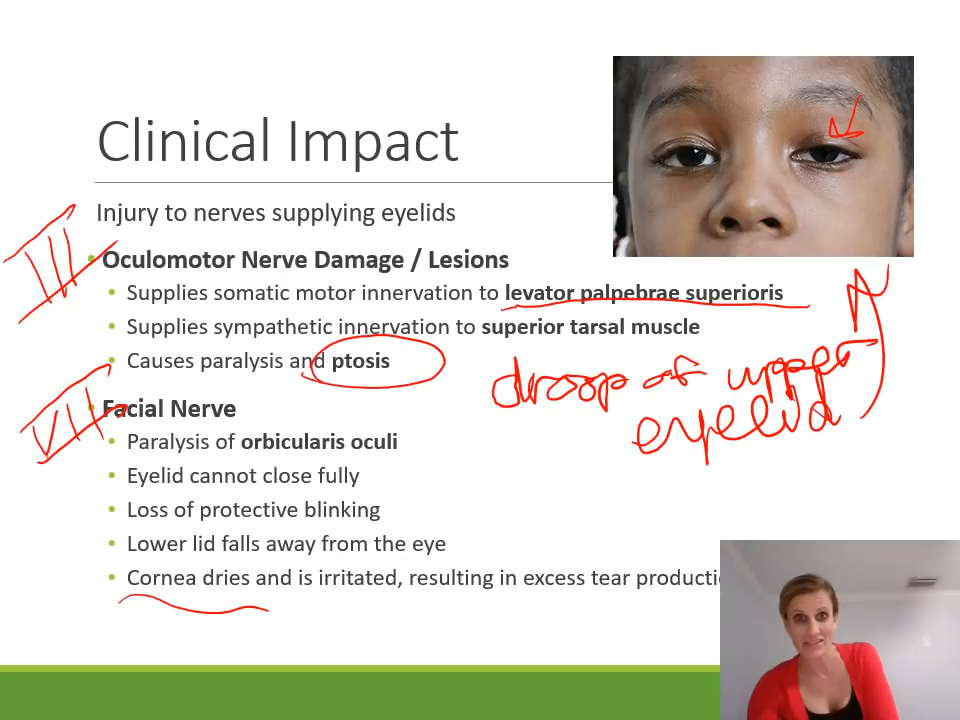 Clinical Impact
Injury to nerves supplying eyelids
III
• Oculomotor Nerve Damage / Lesions
• Supplies somatic motor innervation to levator palpebrae superioris
• Supplies sympathetic innervation to superior tarsal muscle
• Causes paralysis and ptosis
droop of upper
eyelid
VII
• Facial Nerve
• Paralysis of orbicularis oculi
• Eyelid cannot close fully
• Loss of protective blinking
• Lower lid falls away from the eye
• Cornea dries and is irritated, resulting in excess tear